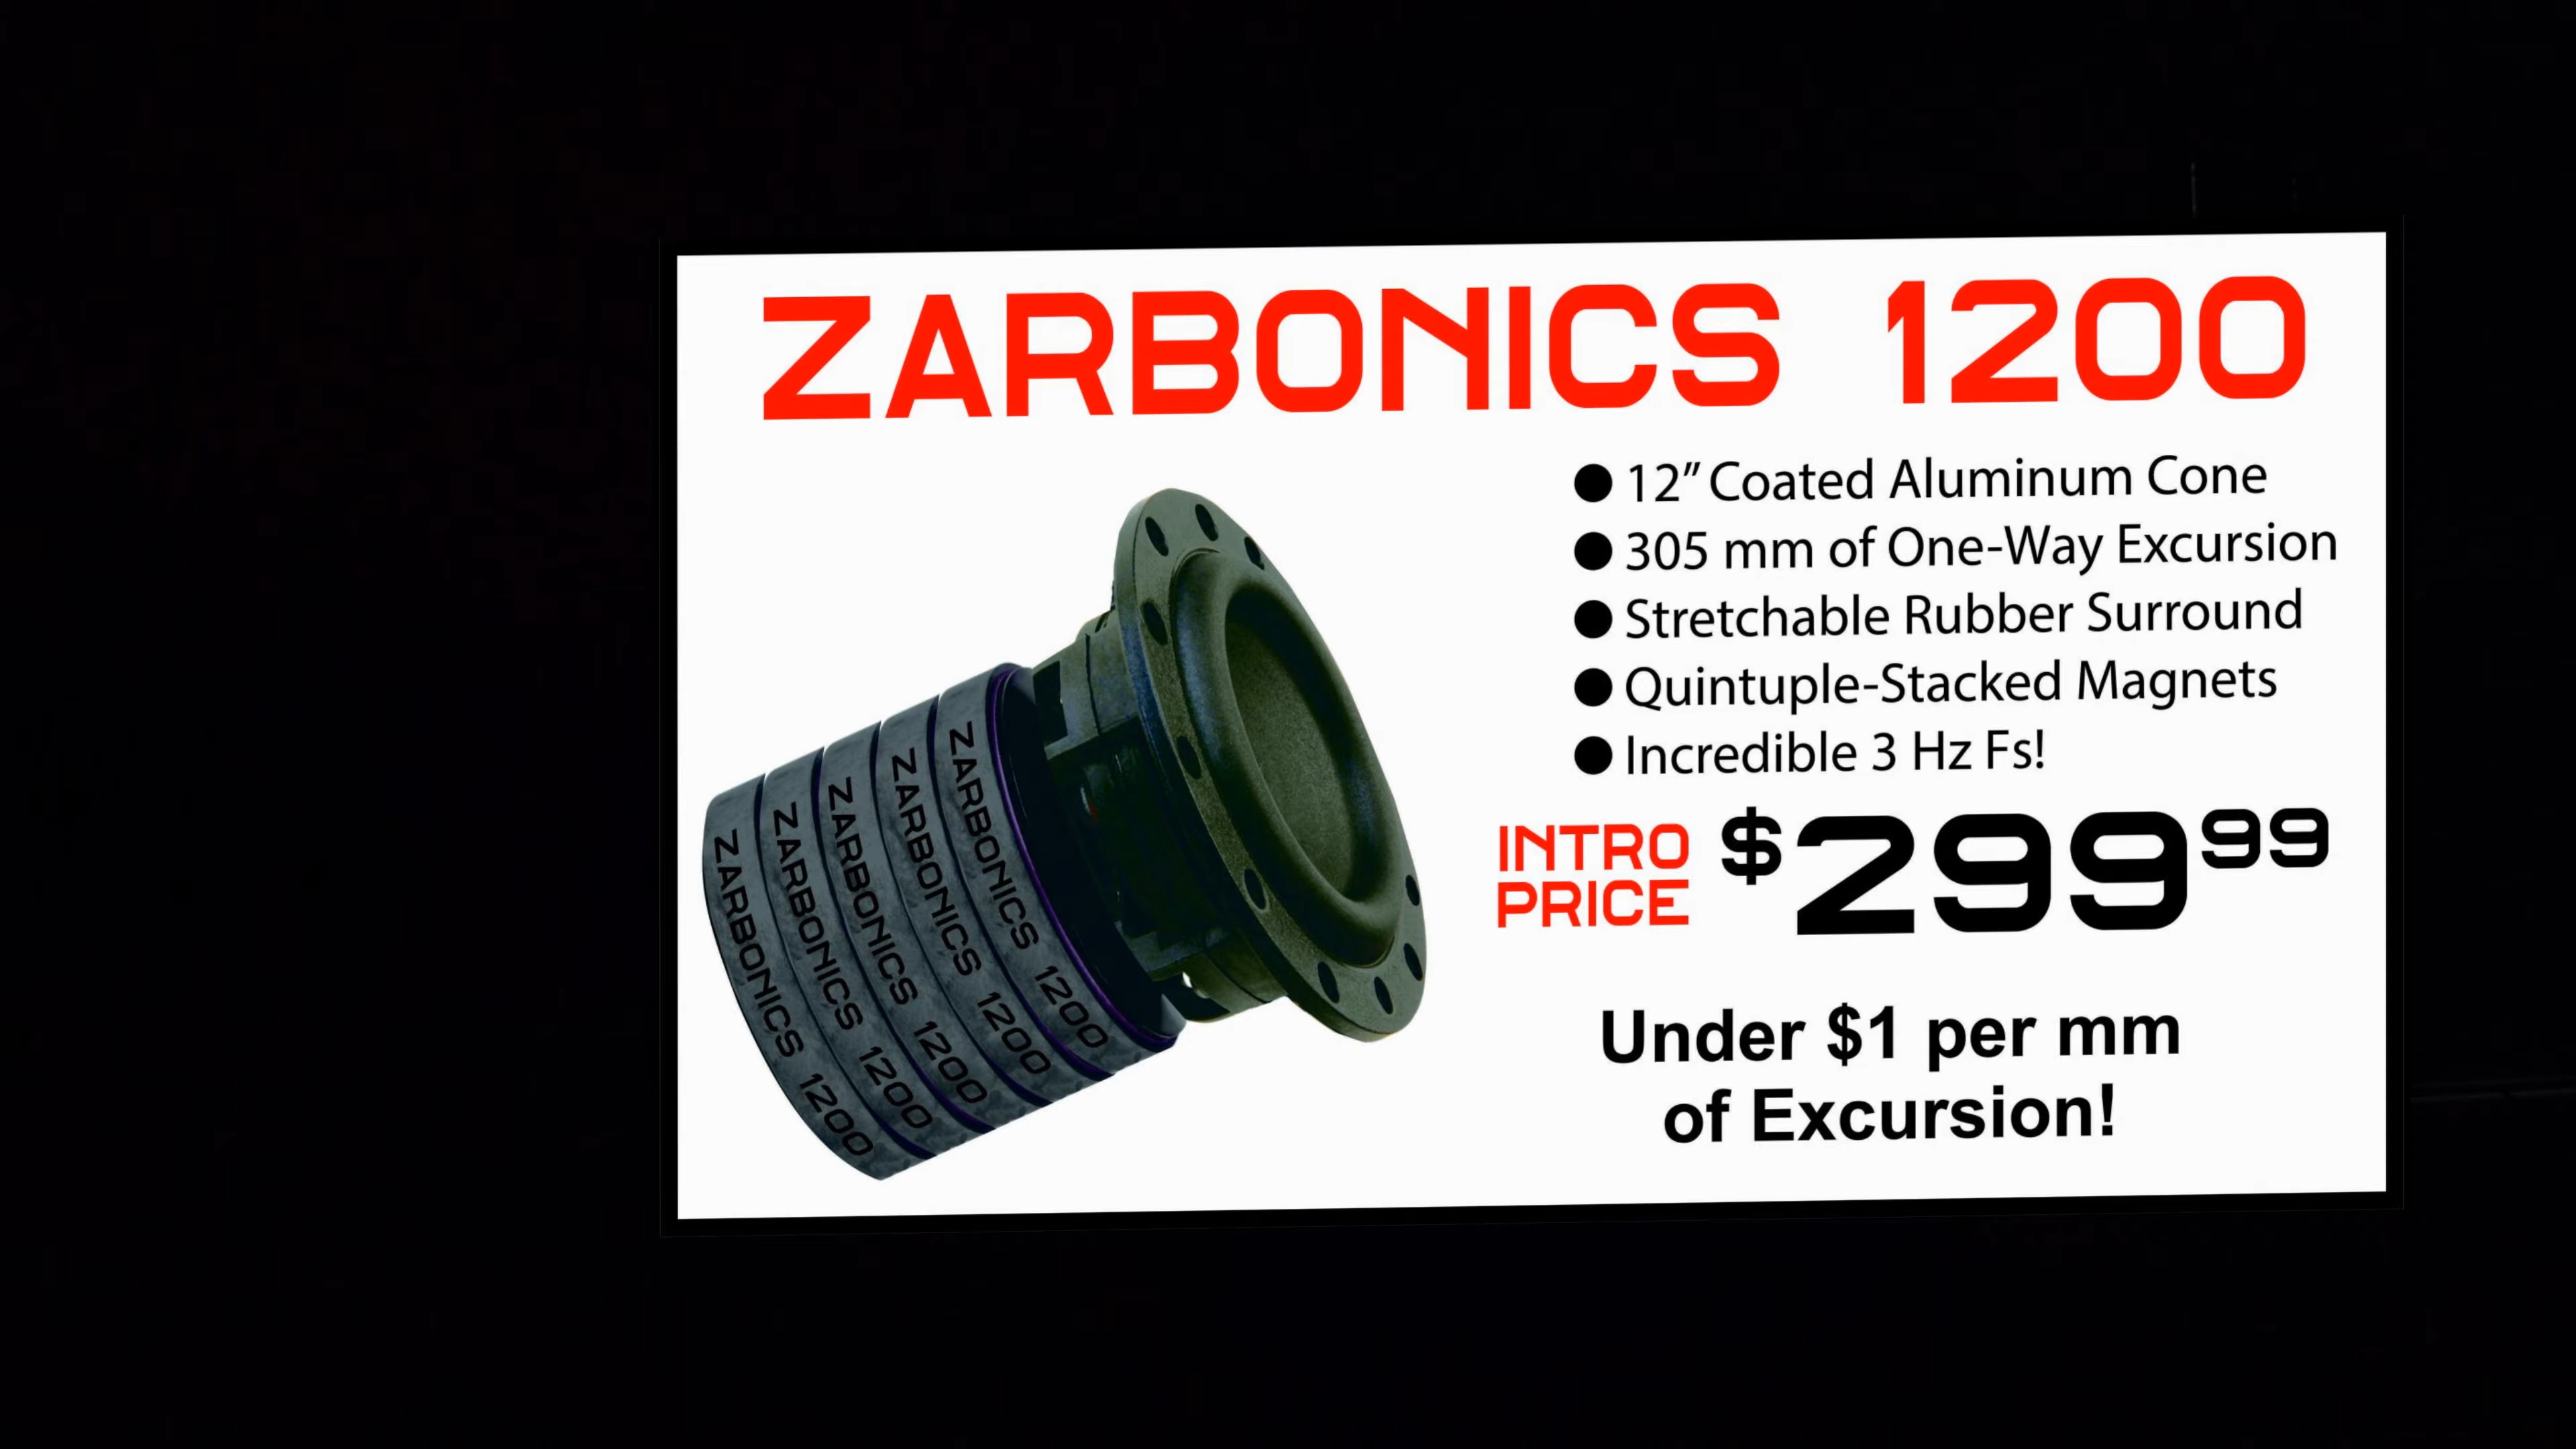 ZARBONICS 1200
● 12” Coated Aluminum Cone
● 305 mm of One-Way Excursion
● Stretchable Rubber Surround
● Quintuple-Stacked Magnets
● Incredible 3 Hz Fs!
INTRO
PRICE
$299 99
Under $1 per mm
of Excursion!
ZARBONICS 1200
ZARBONICS 1200
ZARBONICS 1200
ZARBONICS 1200
ZARBONICS 1200